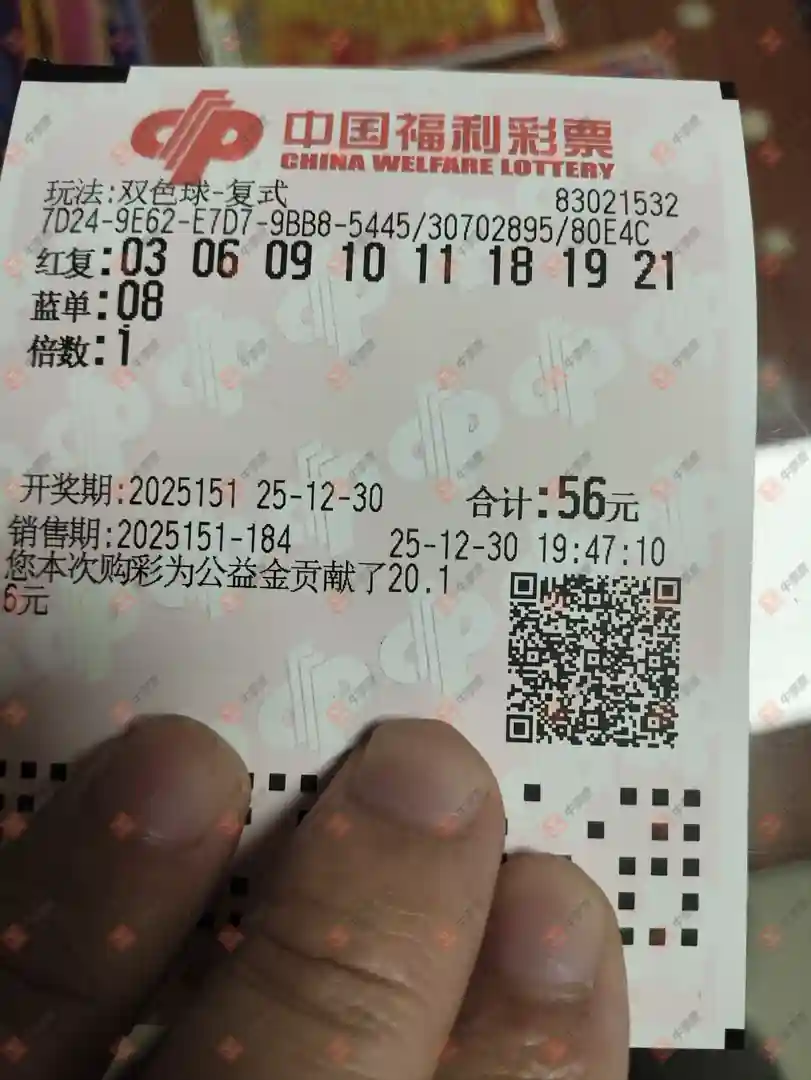 中国福利彩票
CHINA WELFARE LOTTERY
玩法:双色球-复式 83021532
7D24-9E62-E7D7-9BB8-5445/30702895/80E4C
红复:03 06 09 10 11 18 19 21
蓝单:08
倍数:1
开奖期:2025151 25-12-30 合计:56元
销售期:2025151-184 25-12-30 19:47:10
您本次购彩为公益金贡献了20.1
6元